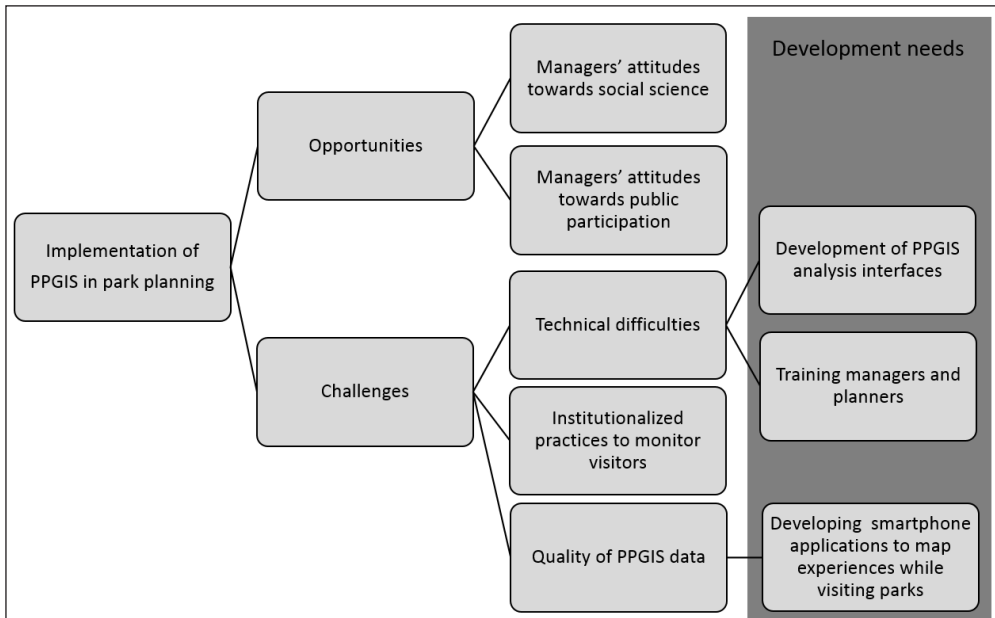 Development needs
Managers’ attitudes
towards social science
Opportunities
Managers’ attitudes
towards public
participation
Implementation of
PPGIS in park planning
Development of PPGIS
analysis interfaces
Technical difficulties
Training managers and
planners
Challenges
Institutionalized
practices to monitor
visitors
Quality of PPGIS data
Developing smartphone
applications to map
experiences while
visiting parks